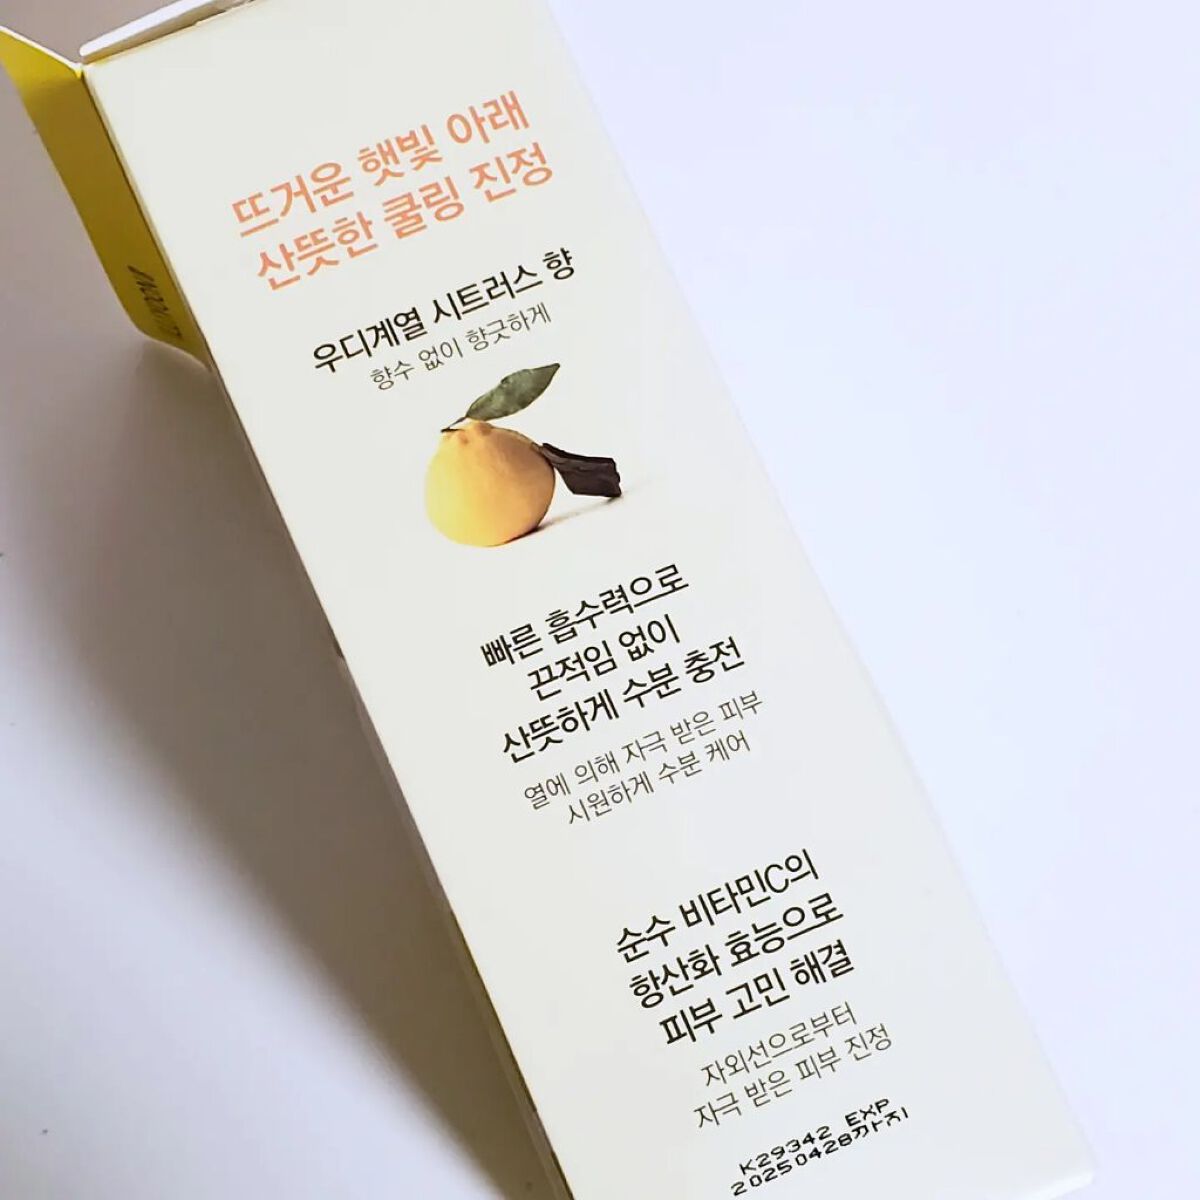 뜨거운 햇빛 아래
산뜻한 쿨링 진정
우디계열 시트러스 향
향수 없이 향긋하게
빠른 흡수력으로
끈적임 없이
산뜻하게 수분 충전
열에 의해 자극 받은 피부
시원하게 수분 케어
순수 비타민C의
항산화 효능으로
피부 고민 해결
자외선으로부터
자극 받은 피부 진정
K29342 EXP
20250428까지